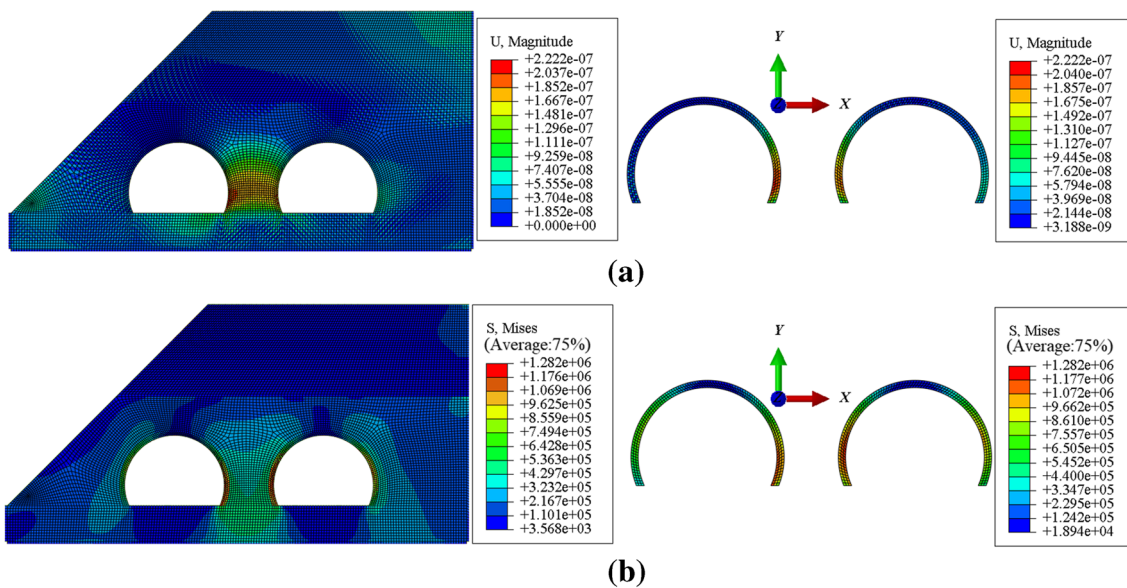 U, Magnitude
+2.222e-07
+2.037e-07
+1.852e-07
+1.667e-07
+1.481e-07
+1.296e-07
+1.111e-07
+9.259e-08
+7.407e-08
+5.555e-08
+3.704e-08
+1.852e-08
+0.000e+00
Y
X
U, Magnitude
+2.222e-07
+2.040e-07
+1.857e-07
+1.675e-07
+1.492e-07
+1.310e-07
+1.127e-07
+9.445e-08
+7.620e-08
+5.794e-08
+3.969e-08
+2.144e-08
+3.188e-09
(a)
S, Mises
(Average:75%)
+1.282e+06
+1.176e+06
+1.069e+06
+9.625e+05
+8.559e+05
+7.494e+05
+6.428e+05
+5.363e+05
+4.297e+05
+3.232e+05
+2.167e+05
+1.101e+05
+3.568e+03
Y
X
S, Mises
(Average:75%)
+1.282e+06
+1.177e+06
+1.072e+06
+9.662e+05
+8.610e+05
+7.557e+05
+6.505e+05
+5.452e+05
+4.400e+05
+3.347e+05
+2.295e+05
+1.242e+05
+1.894e+04
(b)